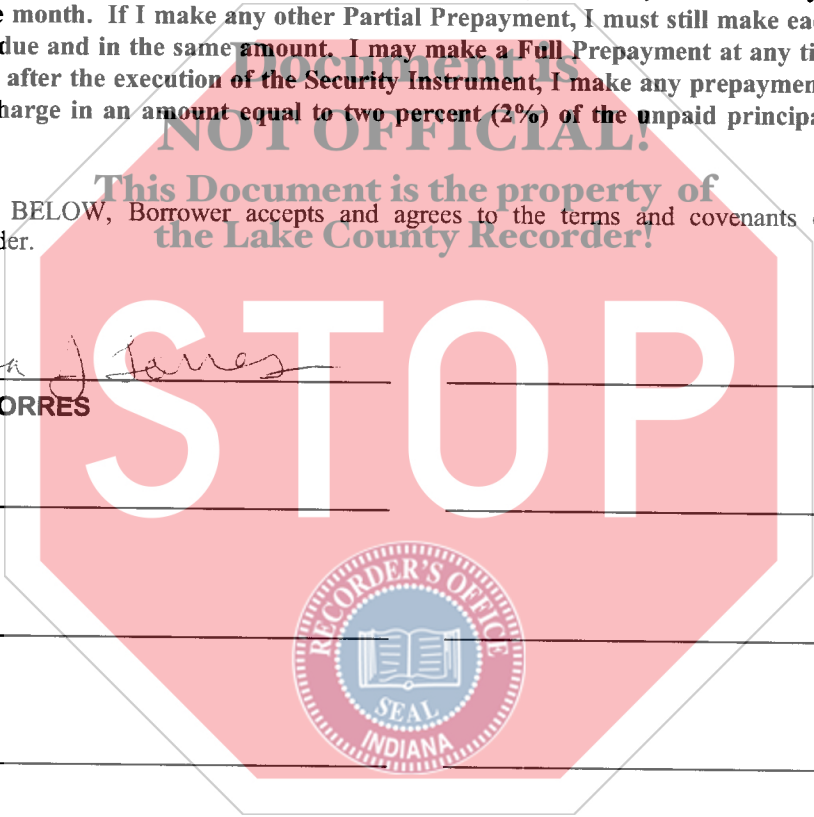 e month. If I make any other Partial Prepayment, I must still make ea
due and in the same amount. I may make a Full Prepayment at any ti
after the execution of the Security Instrument, I make any prepaymen
harge in an amount equal to two percent (2%) of the unpaid principa
Document is
NOT OFFICIAL!
This Document is the property of
the Lake County Recorder!
BELOW, Borrower accepts and agrees to the terms and covenants
der.
J Torres
ORRES
STOP
RECORDER'S OFFICE
SEAL
INDIANA